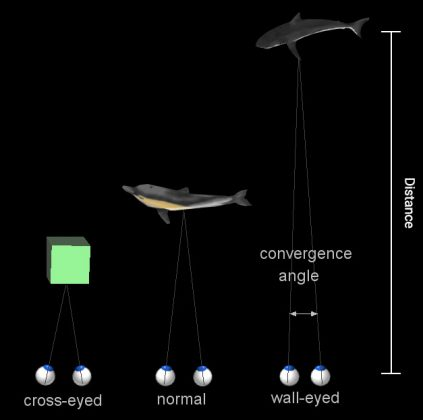 Distance
convergence
angle
cross-eyed
normal
wall-eyed